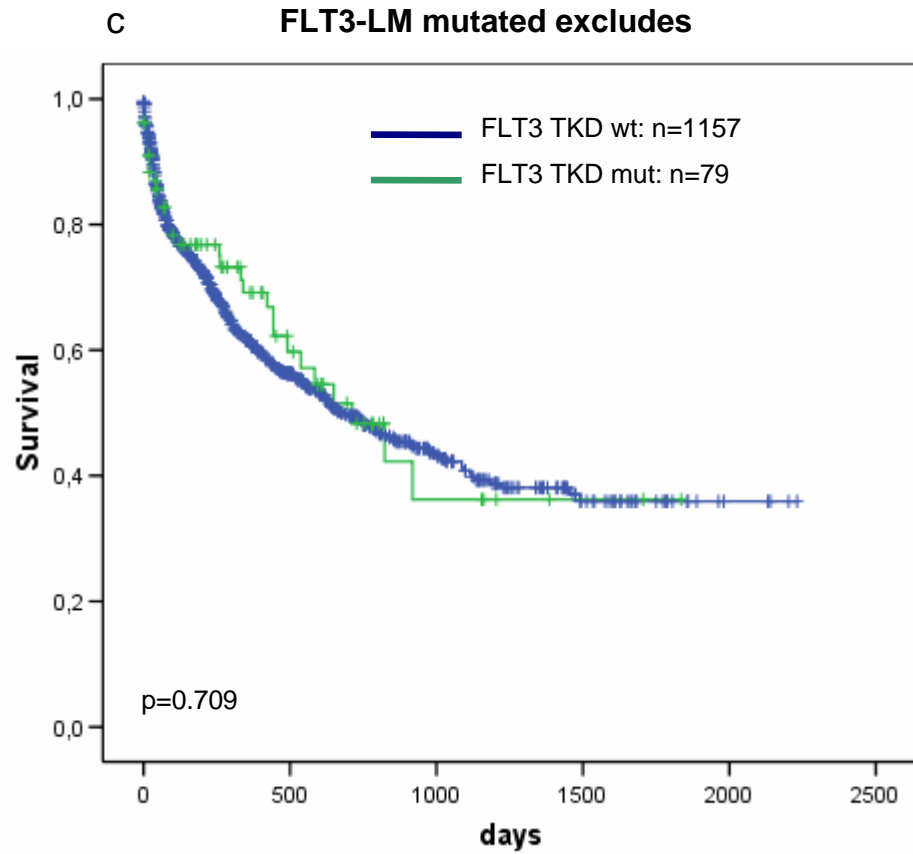 c
FLT3-LM mutated excludes
1,0
0,8
0,6
0,4
0,2
0,0
Survival
FLT3 TKD wt: n=1157
FLT3 TKD mut: n=79
p=0.709
0 500 1000 1500 2000 2500
days